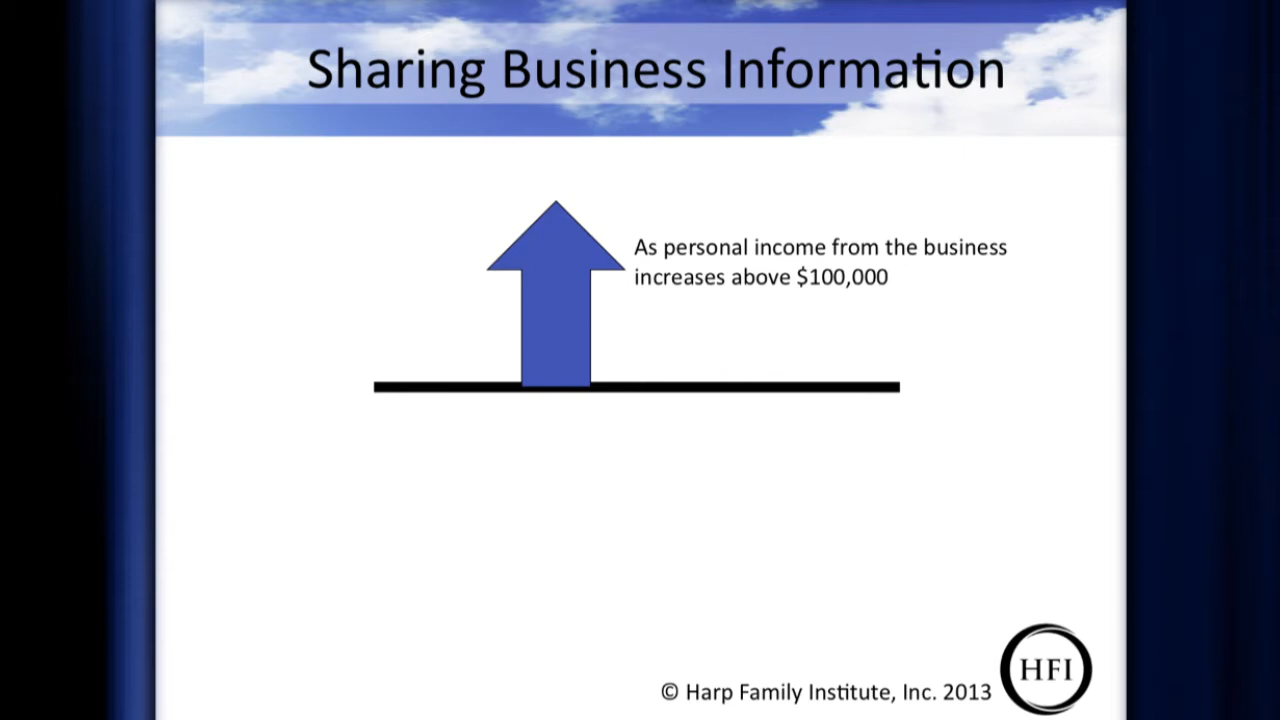 Sharing Business Information
As personal income from the business
increases above $100,000
© Harp Family Institute, Inc. 2013
HFI